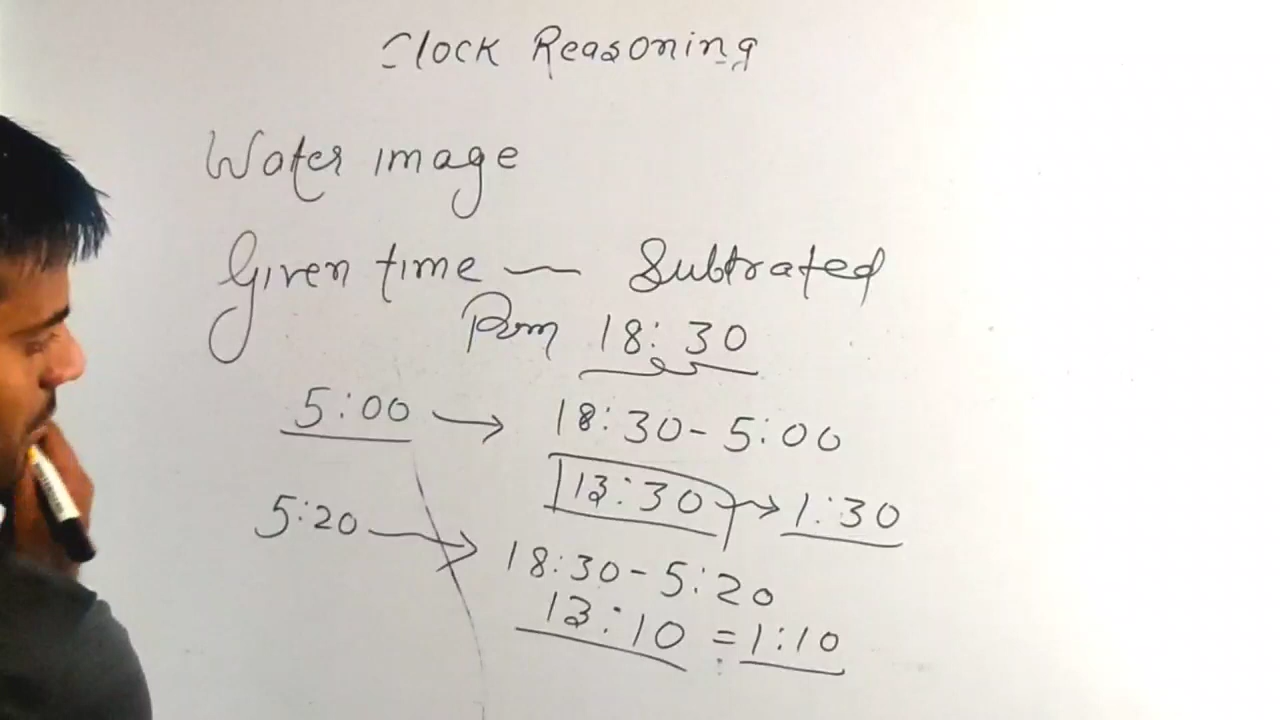 Clock Reasoning
Water image
Given time — Subtrated
From 18:30
5:00 → 18:30-5:00
13:30 → 1:30
5:20 → 18:30-5:20
13:10 = 1:10